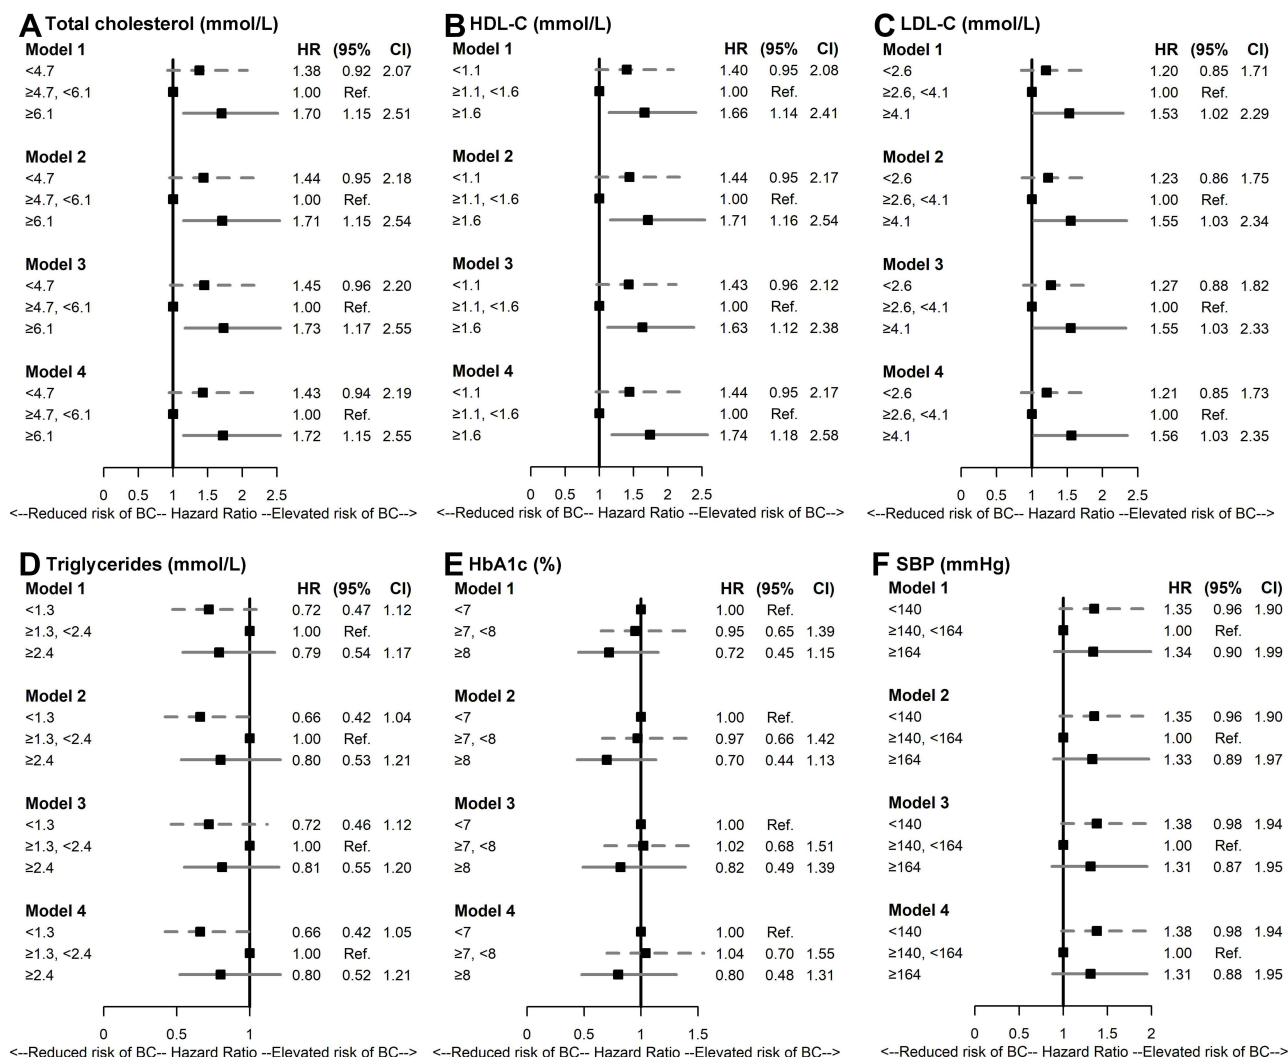 A Total cholesterol (mmol/L)
Model 1 HR (95% CI)
<4.7 1.38 0.92 2.07
≥4.7, <6.1 1.00 Ref.
≥6.1 1.70 1.15 2.51
Model 2
<4.7 1.44 0.95 2.18
≥4.7, <6.1 1.00 Ref.
≥6.1 1.71 1.15 2.54
Model 3
<4.7 1.45 0.96 2.20
≥4.7, <6.1 1.00 Ref.
≥6.1 1.73 1.17 2.55
Model 4
<4.7 1.43 0.94 2.19
≥4.7, <6.1 1.00 Ref.
≥6.1 1.72 1.15 2.55
0 0.5 1 1.5 2 2.5
<--Reduced risk of BC-- Hazard Ratio --Elevated risk of BC-->
B HDL-C (mmol/L)
Model 1 HR (95% CI)
<1.1 1.40 0.95 2.08
≥1.1, <1.6 1.00 Ref.
≥1.6 1.66 1.14 2.41
Model 2
<1.1 1.44 0.95 2.17
≥1.1, <1.6 1.00 Ref.
≥1.6 1.71 1.16 2.54
Model 3
<1.1 1.43 0.96 2.12
≥1.1, <1.6 1.00 Ref.
≥1.6 1.63 1.12 2.38
Model 4
<1.1 1.44 0.95 2.17
≥1.1, <1.6 1.00 Ref.
≥1.6 1.74 1.18 2.58
0 0.5 1 1.5 2 2.5
<--Reduced risk of BC-- Hazard Ratio --Elevated risk of BC-->
C LDL-C (mmol/L)
Model 1 HR (95% CI)
<2.6 1.20 0.85 1.71
≥2.6, <4.1 1.00 Ref.
≥4.1 1.53 1.02 2.29
Model 2
<2.6 1.23 0.86 1.75
≥2.6, <4.1 1.00 Ref.
≥4.1 1.55 1.03 2.34
Model 3
<2.6 1.27 0.88 1.82
≥2.6, <4.1 1.00 Ref.
≥4.1 1.55 1.03 2.33
Model 4
<2.6 1.21 0.85 1.73
≥2.6, <4.1 1.00 Ref.
≥4.1 1.56 1.03 2.35
0 0.5 1 1.5 2 2.5
<--Reduced risk of BC-- Hazard Ratio --Elevated risk of BC-->
D Triglycerides (mmol/L)
Model 1 HR (95% CI)
<1.3 0.72 0.47 1.12
≥1.3, <2.4 1.00 Ref.
≥2.4 0.79 0.54 1.17
Model 2
<1.3 0.66 0.42 1.04
≥1.3, <2.4 1.00 Ref.
≥2.4 0.80 0.53 1.21
Model 3
<1.3 0.72 0.46 1.12
≥1.3, <2.4 1.00 Ref.
≥2.4 0.81 0.55 1.20
Model 4
<1.3 0.66 0.42 1.05
≥1.3, <2.4 1.00 Ref.
≥2.4 0.80 0.52 1.21
0 0.5 1
<--Reduced risk of BC-- Hazard Ratio --Elevated risk of BC-->
E HbA1c (%)
Model 1 HR (95% CI)
<7 1.00 Ref.
≥7, <8 0.95 0.65 1.39
≥8 0.72 0.45 1.15
Model 2
<7 1.00 Ref.
≥7, <8 0.97 0.66 1.42
≥8 0.70 0.44 1.13
Model 3
<7 1.00 Ref.
≥7, <8 1.02 0.68 1.51
≥8 0.82 0.49 1.39
Model 4
<7 1.00 Ref.
≥7, <8 1.04 0.70 1.55
≥8 0.80 0.48 1.31
0 0.5 1 1.5
<--Reduced risk of BC-- Hazard Ratio --Elevated risk of BC-->
F SBP (mmHg)
Model 1 HR (95% CI)
<140 1.35 0.96 1.90
≥140, <164 1.00 Ref.
≥164 1.34 0.90 1.99
Model 2
<140 1.35 0.96 1.90
≥140, <164 1.00 Ref.
≥164 1.33 0.89 1.97
Model 3
<140 1.38 0.98 1.94
≥140, <164 1.00 Ref.
≥164 1.31 0.87 1.95
Model 4
<140 1.38 0.98 1.94
≥140, <164 1.00 Ref.
≥164 1.31 0.88 1.95
0 0.5 1 1.5 2
<--Reduced risk of BC-- Hazard Ratio --Elevated risk of BC-->